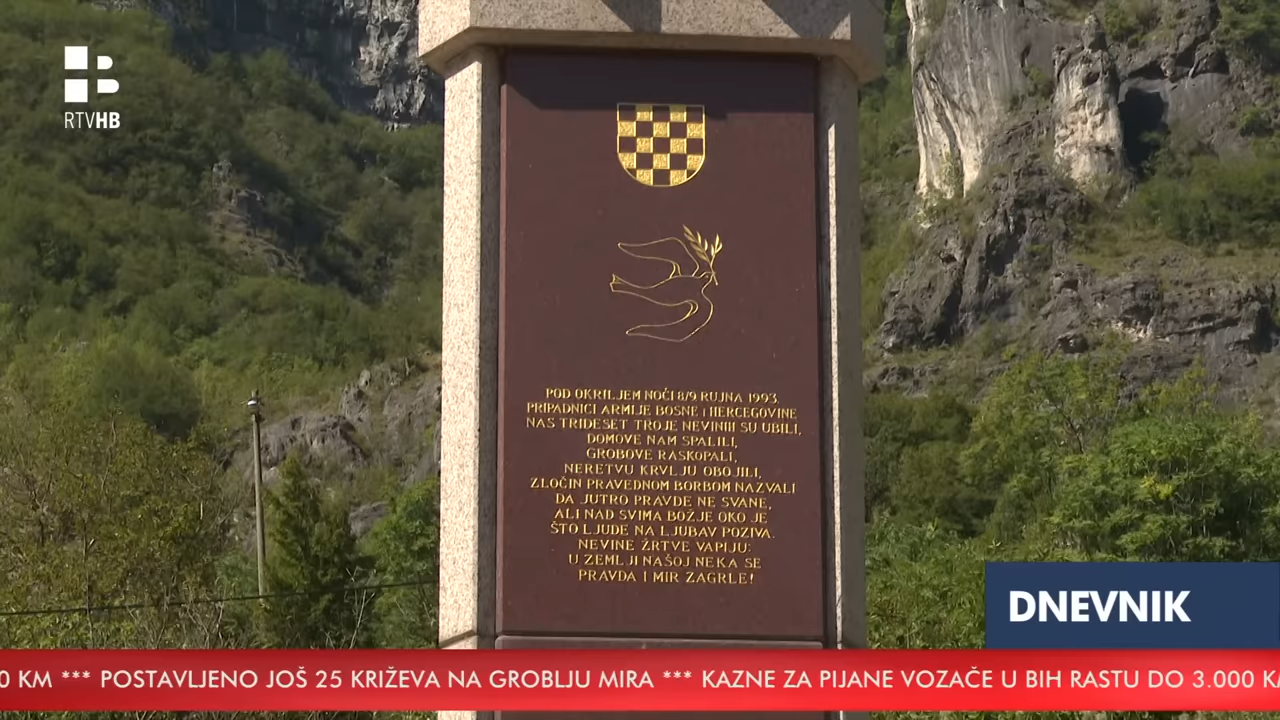 RTVHB
POD OKRILJEM NOĆI 8/9. RUJNA 1993.
PRIPADNICI ARMIJE BOSNE i HERCEGOVINE
NAS TRIDESET TROJE NEVINIH SU UBILI,
DOMOVE NAM SPALILI,
GROBOVE RASKOPALI,
NERETVU KRVLJU OBOJILI,
ZLOČIN PRAVEDNOM BORBOM NAZVALI
DA JUTRO PRAVDE NE SVANE,
ALI NAD SVIMA BOŽJE OKO JE
ŠTO LJUDE NA LJUBAV POZIVA.
NEVINE ŽRTVE VAPIJU:
U ZEMLJI NAŠOJ NEKA SE
PRAVDA I MIR ZAGRLE!
DNEVNIK
0 KM *** POSTAVLJENO JOŠ 25 KRIŽEVA NA GROBLJU MIRA *** KAZNE ZA PIJANE VOZAČE U BIH RASTU DO 3.000 KM